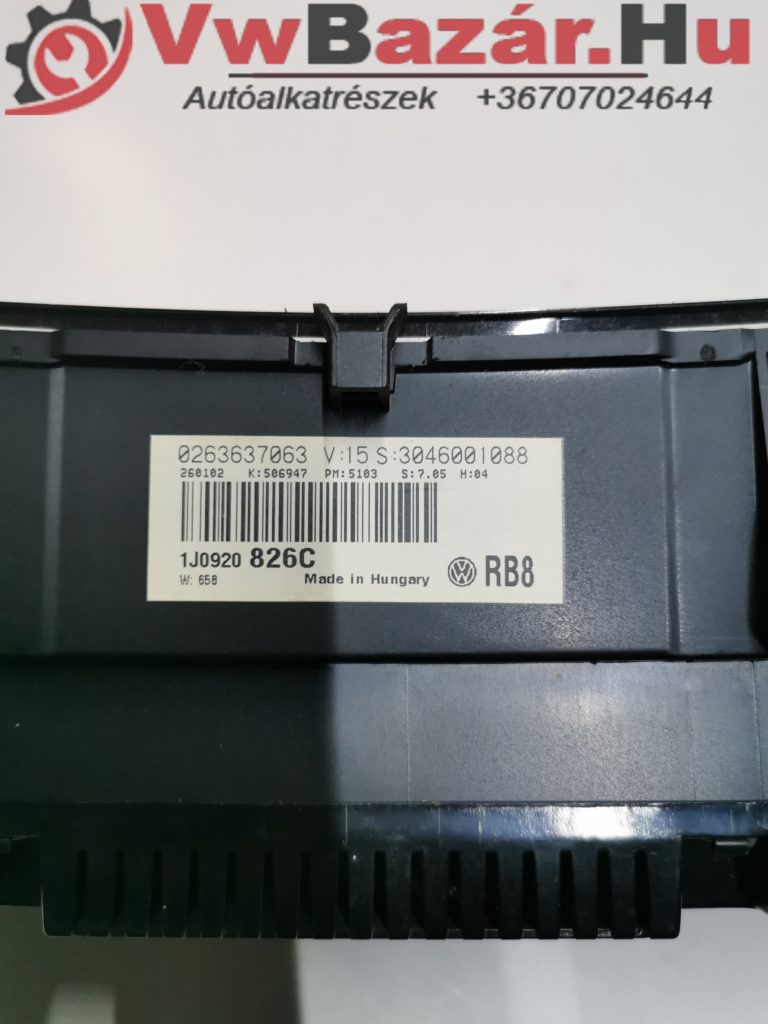 VwBazár.Hu
Autóalkatrészek +36707024644
0263637063 V:15 S:3046001088
260102 K:506947 PM:5103 S:7.05 H:04
1J0920 826C
W: 658 Made in Hungary RB8